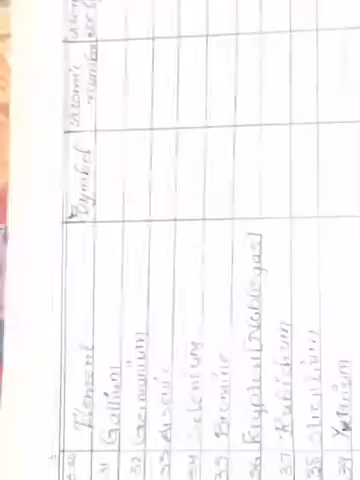 Element Symbol Atomic number
31 Gallium
32 Germanium
33 Arsenic
34 Selenium
35 Bromine
36 Krypton (Noble gas)
37 Rubidium
38
39 Yttrium